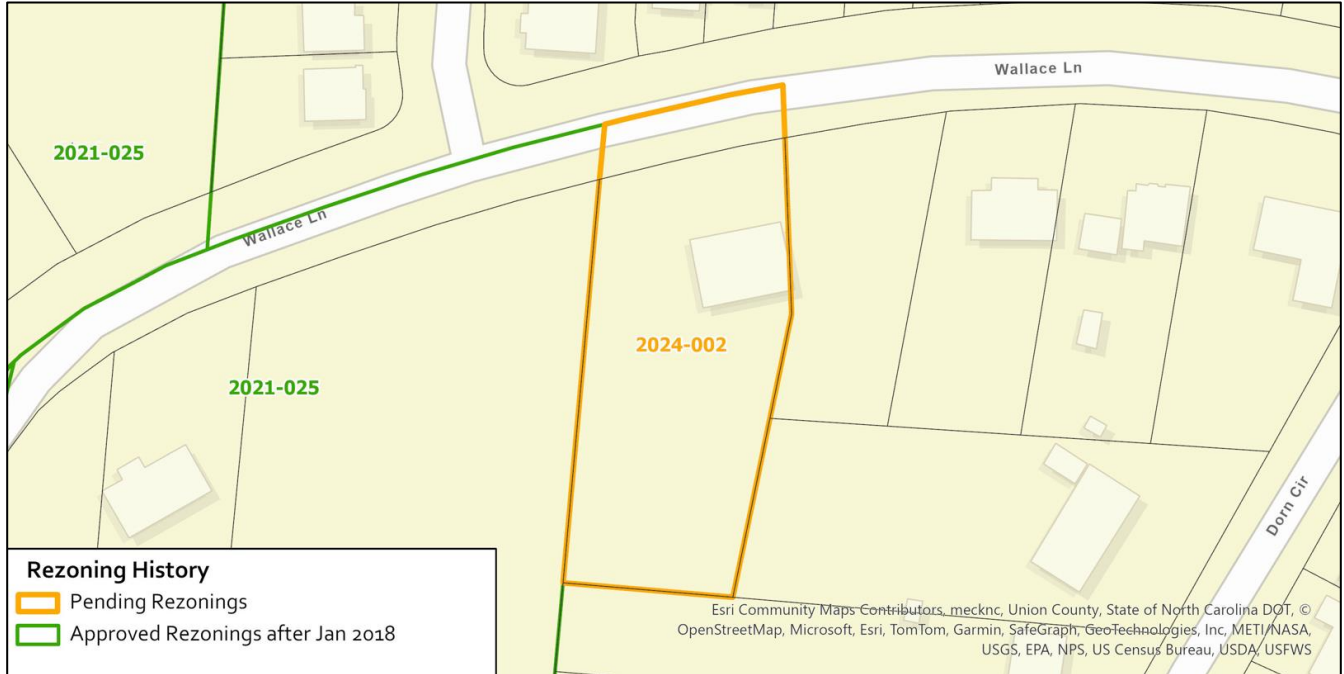 Wallace Ln
2021-025
Wallace Ln
2024-002
2021-025
Dorn Cir
Rezoning History
Pending Rezonings
Approved Rezonings after Jan 2018
Esri Community Maps Contributors, mecknc, Union County, State of North Carolina DOT, ©
OpenStreetMap, Microsoft, Esri, TomTom, Garmin, SafeGraph, GeoTechnologies, Inc, METI/NASA,
USGS, EPA, NPS, US Census Bureau, USDA, USFWS